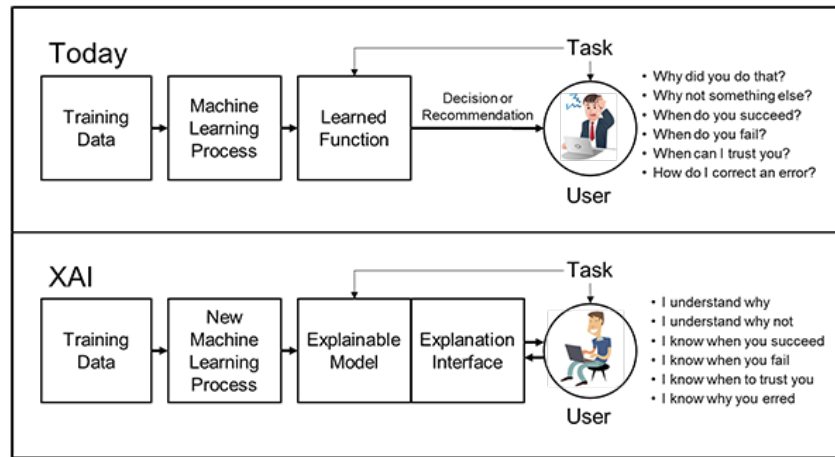 Today
Task
Training
Data
Machine
Learning
Process
Learned
Function
Decision or
Recommendation
User
• Why did you do that?
• Why not something else?
• When do you succeed?
• When do you fail?
• When can I trust you?
• How do I correct an error?
XAI
Task
Training
Data
New
Machine
Learning
Process
Explainable
Model
Explanation
Interface
User
• I understand why
• I understand why not
• I know when you succeed
• I know when you fail
• I know when to trust you
• I know why you erred